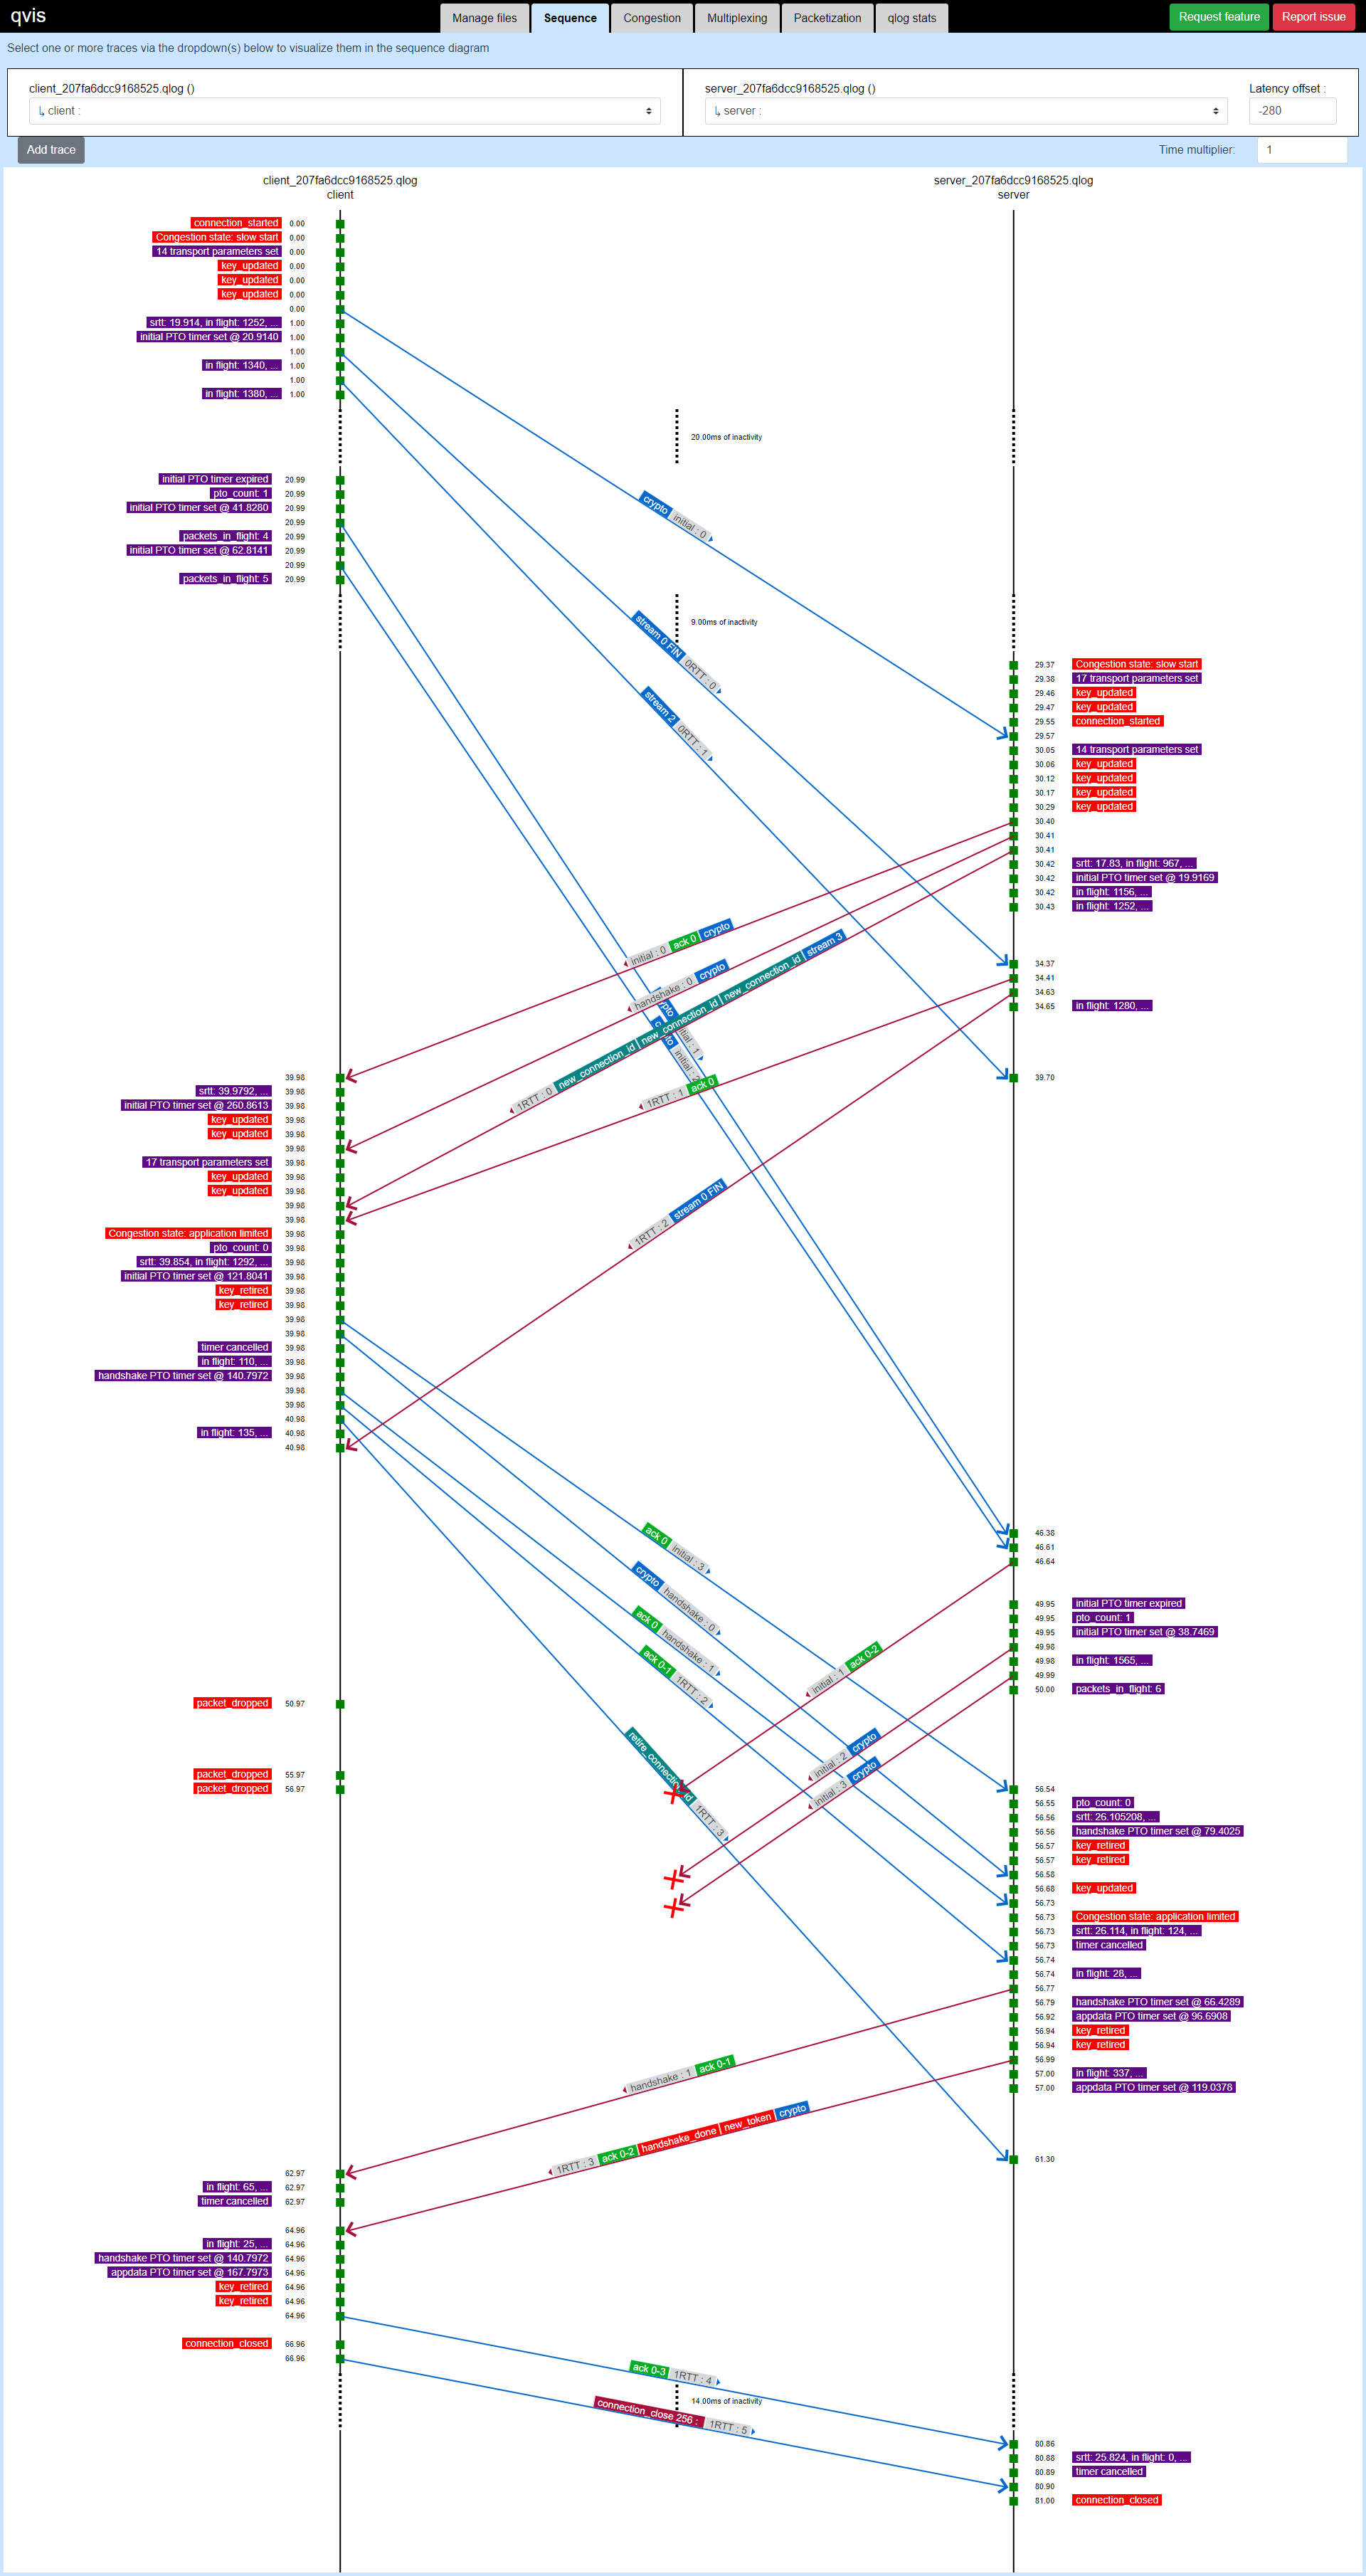 qvis
Manage files
Sequence
Congestion
Multiplexing
Packetization
qlog stats
Request feature
Report issue
Select one or more traces via the dropdown(s) below to visualize them in the sequence diagram
client_207fa6dcc9168525.qlog ()
↳ client :
server_207fa6dcc9168525.qlog ()
↳ server :
Latency offset :
-280
Add trace
Time multiplier:
1
client_207fa6dcc9168525.qlog
client
server_207fa6dcc9168525.qlog
server
connection_started 0.00
Congestion state: slow start 0.00
14 transport parameters set 0.00
key_updated 0.00
key_updated 0.00
key_updated 0.00
0.00
srtt: 19.914, in flight: 1252, ... 1.00
initial PTO timer set @ 20.9140 1.00
1.00
in flight: 1340, ... 1.00
1.00
in flight: 1380, ... 1.00
20.00ms of inactivity
initial PTO timer expired 20.99
pto_count: 1 20.99
initial PTO timer set @ 41.8280 20.99
20.99
packets_in_flight: 4 20.99
initial PTO timer set @ 62.8141 20.99
20.99
packets_in_flight: 5 20.99
crypto initial : 0
9.00ms of inactivity
stream 0 FIN 0RTT : 0
stream 2 0RTT : 1
29.37 Congestion state: slow start
29.38 17 transport parameters set
29.46 key_updated
29.47 key_updated
29.55 connection_started
29.57
30.05 14 transport parameters set
30.06 key_updated
30.12 key_updated
30.17 key_updated
30.29 key_updated
30.40
30.41
30.41
30.42 srtt: 17.83, in flight: 967, ...
30.42 initial PTO timer set @ 19.9169
30.42 in flight: 1156, ...
30.43 in flight: 1252, ...
initial : 0 ack 0 crypto
handshake : 0 crypto
1RTT : 0 new_connection_id new_connection_id new_connection_id stream 3
1RTT : 1 ack 0
34.37
34.41
34.63
34.65 in flight: 1280, ...
39.70
39.98
srtt: 39.9792, ... 39.98
initial PTO timer set @ 260.8613 39.98
key_updated 39.98
key_updated 39.98
39.98
17 transport parameters set 39.98
key_updated 39.98
key_updated 39.98
39.98
39.98
Congestion state: application limited 39.98
pto_count: 0 39.98
srtt: 39.854, in flight: 1292, ... 39.98
initial PTO timer set @ 121.8041 39.98
key_retired 39.98
key_retired 39.98
39.98
39.98
timer cancelled 39.98
in flight: 110, ... 39.98
handshake PTO timer set @ 140.7972 39.98
39.98
39.98
40.98
in flight: 135, ... 40.98
40.98
1RTT : 2 stream 0 FIN
46.38
46.61
46.64
ack 0 initial : 3
crypto handshake : 0
ack 0 handshake : 1
ack 0-1 1RTT : 2
initial : 1 ack 0-2
49.95 initial PTO timer expired
49.95 pto_count: 1
49.95 initial PTO timer set @ 38.7469
49.98
49.98 in flight: 1565, ...
49.99
50.00 packets_in_flight: 6
packet_dropped 50.97
packet_dropped 55.97
packet_dropped 56.97
1RTT : 3
initial : 2 crypto
initial : 3 crypto
56.54
56.55 pto_count: 0
56.56 srtt: 26.105208, ...
56.56 handshake PTO timer set @ 79.4025
56.57 key_retired
56.57 key_retired
56.58
56.68 key_updated
56.73
56.73 Congestion state: application limited
56.73 srtt: 26.114, in flight: 124, ...
56.73 timer cancelled
56.74
56.74 in flight: 28, ...
56.77
56.79 handshake PTO timer set @ 66.4289
56.92 appdata PTO timer set @ 96.6908
56.94 key_retired
56.94 key_retired
56.99
57.00 in flight: 337, ...
57.00 appdata PTO timer set @ 119.0378
handshake : 1 ack 0-1
1RTT : 3 ack 0-2 handshake_done new_token crypto
61.30
62.97
in flight: 65, ... 62.97
timer cancelled 62.97
64.96
in flight: 25, ... 64.96
handshake PTO timer set @ 140.7972 64.96
appdata PTO timer set @ 167.7973 64.96
key_retired 64.96
key_retired 64.96
64.96
connection_closed 66.96
66.96
ack 0-3 1RTT : 4
14.00ms of inactivity
connection_close 256 : 1RTT : 5
80.86
80.88 srtt: 25.824, in flight: 0, ...
80.89 timer cancelled
80.90
81.00 connection_closed